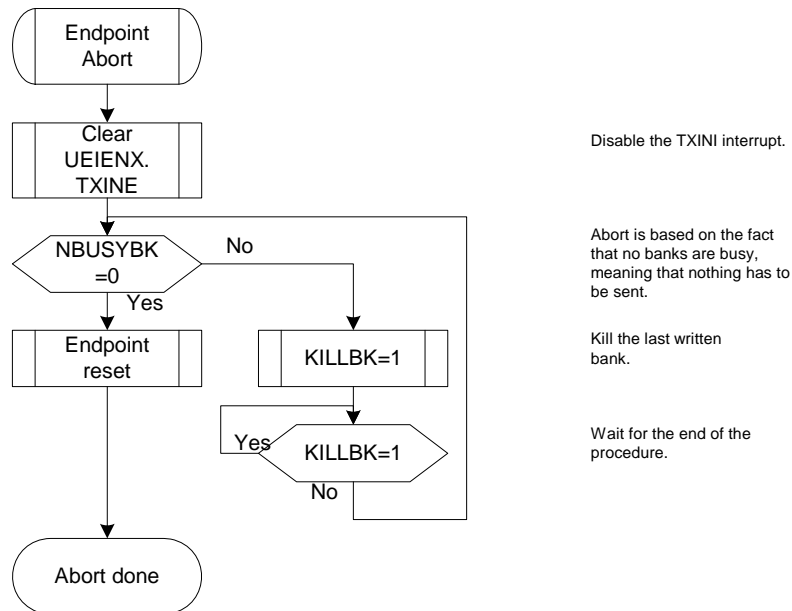 Endpoint
Abort
Clear
UEIENX.
TXINE
Disable the TXINI interrupt.
NBUSYBK
=0
No
Yes
Abort is based on the fact
that no banks are busy,
meaning that nothing has to
be sent.
Endpoint
reset
KILLBK=1
Kill the last written
bank.
Yes
KILLBK=1
No
Wait for the end of the
procedure.
Abort done